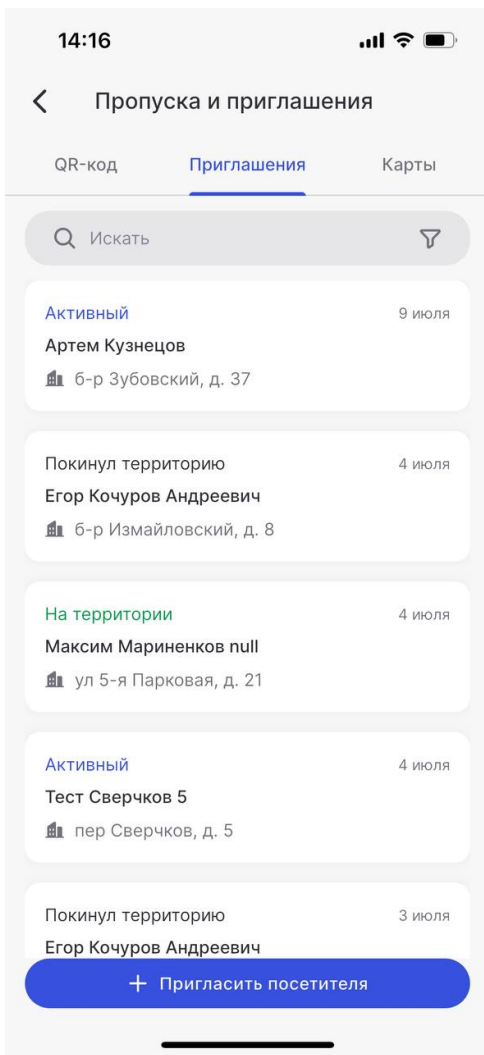 14:16
Пропуска и приглашения
QR-код Приглашения Карты
Искать
Активный 9 июля
Артем Кузнецов
б-р Зубовский, д. 37
Покинул территорию 4 июля
Егор Кочуров Андреевич
б-р Измайловский, д. 8
На территории 4 июля
Максим Мариненков null
ул 5-я Парковая, д. 21
Активный 4 июля
Тест Сверчков 5
пер Сверчков, д. 5
Покинул территорию 3 июля
Егор Кочуров Андреевич
+ Пригласить посетителя